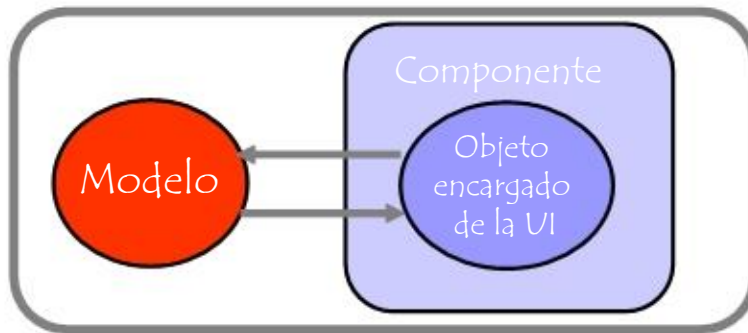 Componente
Modelo
Objeto
encargado
de la UI